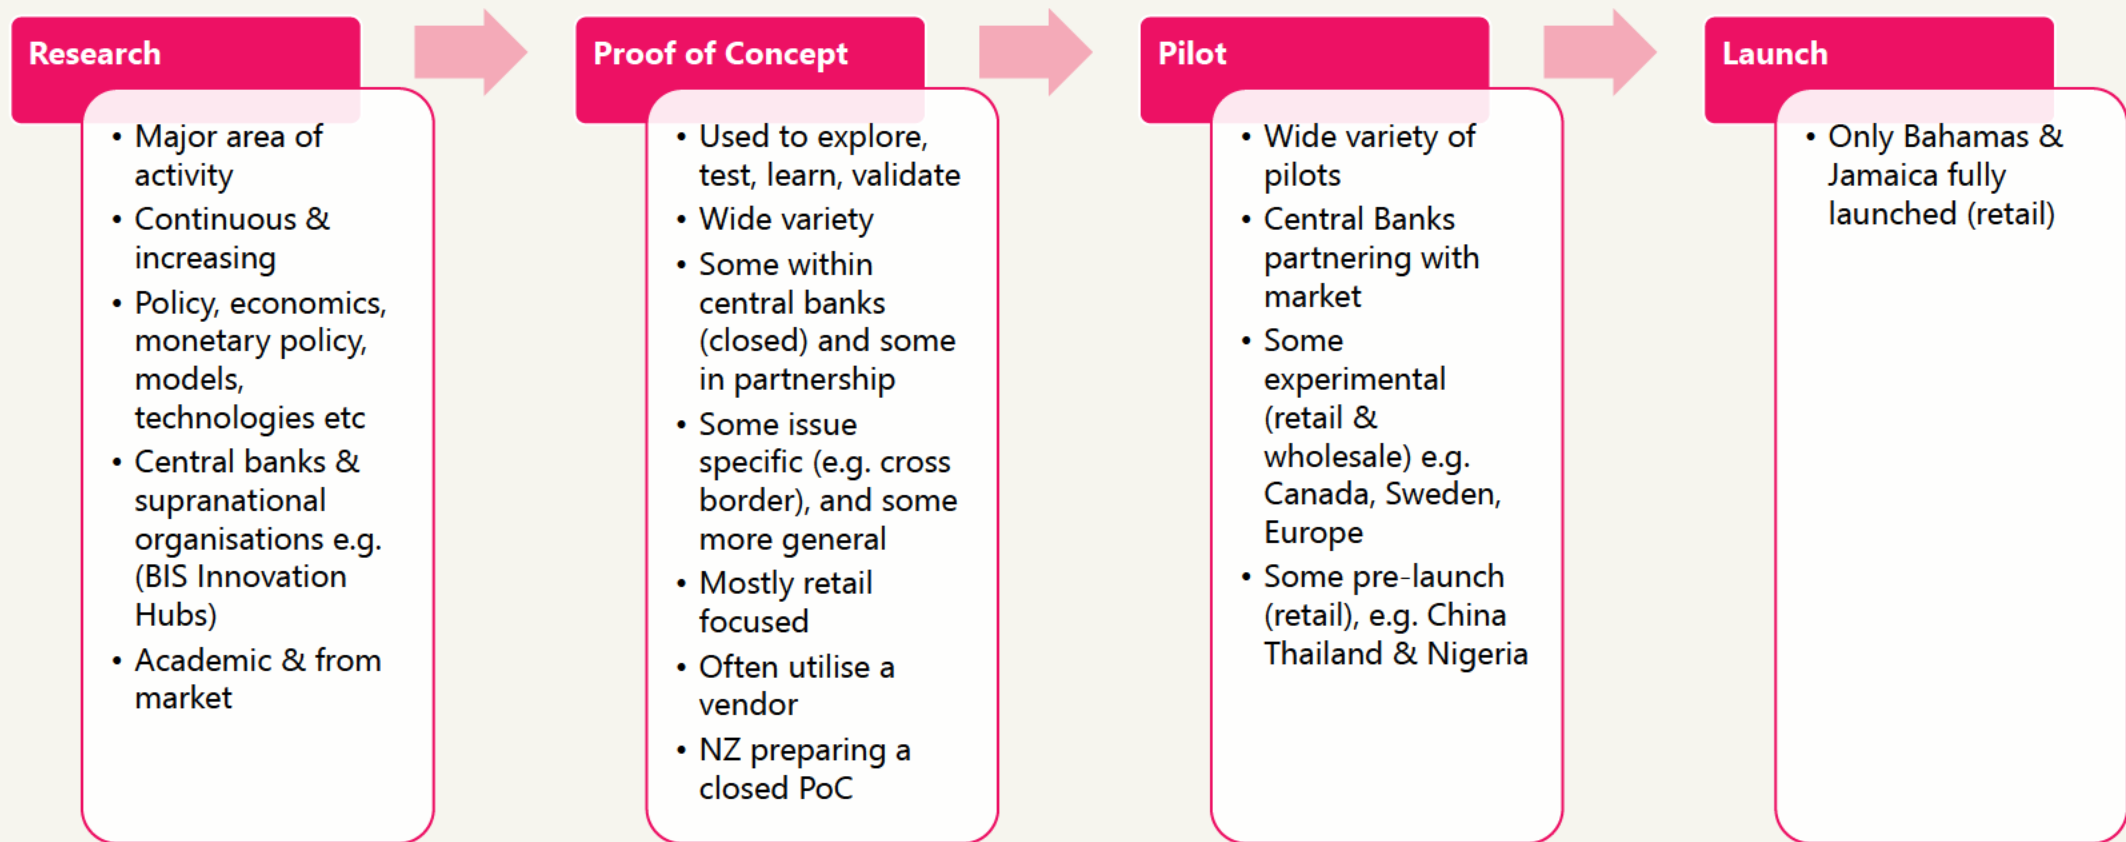 Research
• Major area of
activity
• Continuous &
increasing
• Policy, economics,
monetary policy,
models,
technologies etc
• Central banks &
supranational
organisations e.g.
(BIS Innovation
Hubs)
• Academic & from
market
Proof of Concept
• Used to explore,
test, learn, validate
• Wide variety
• Some within
central banks
(closed) and some
in partnership
• Some issue
specific (e.g. cross
border), and some
more general
• Mostly retail
focused
• Often utilise a
vendor
• NZ preparing a
closed PoC
Pilot
• Wide variety of
pilots
• Central Banks
partnering with
market
• Some
experimental
(retail &
wholesale) e.g.
Canada, Sweden,
Europe
• Some pre-launch
(retail), e.g. China
Thailand & Nigeria
Launch
• Only Bahamas &
Jamaica fully
launched (retail)